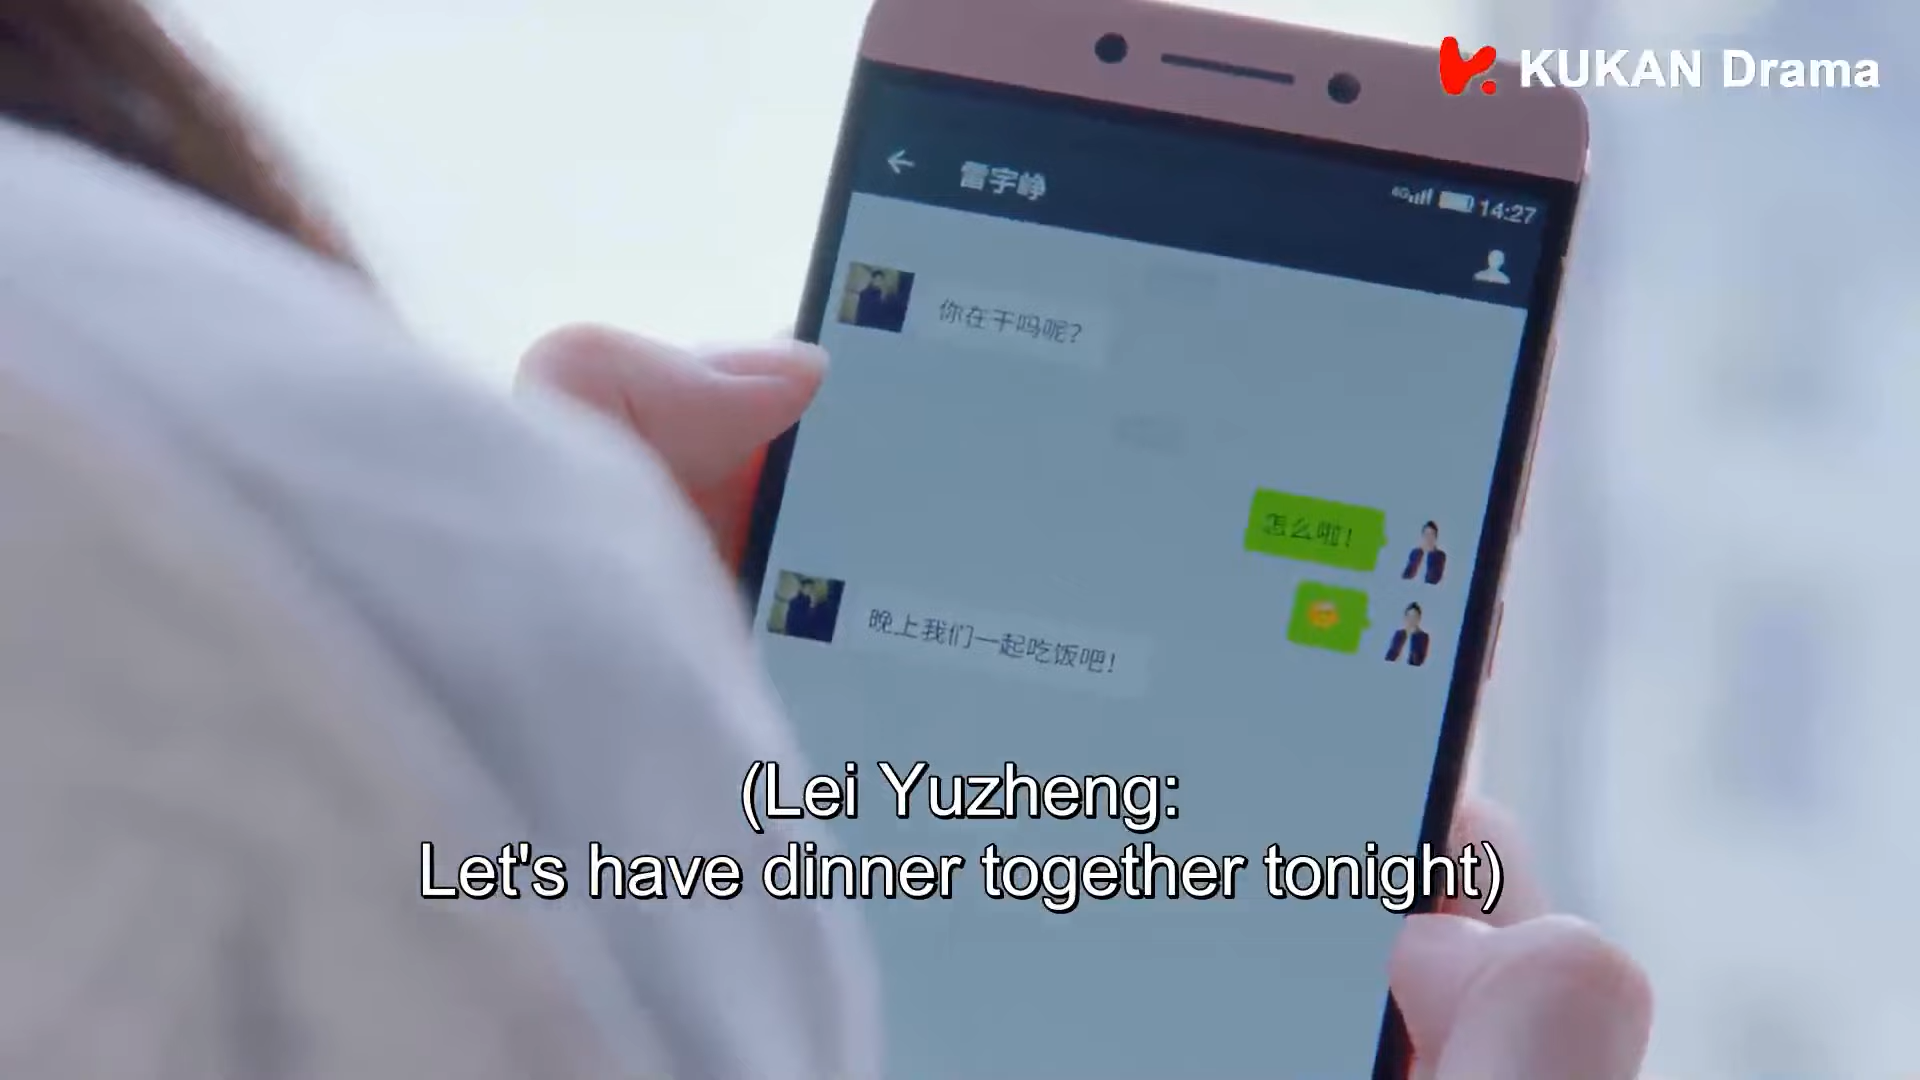 KUKAN Drama
雷宇峥
4G 14:27
你在干吗呢?
怎么啦!
晚上我们一起吃饭吧!
(Lei Yuzheng:
Let's have dinner together tonight)